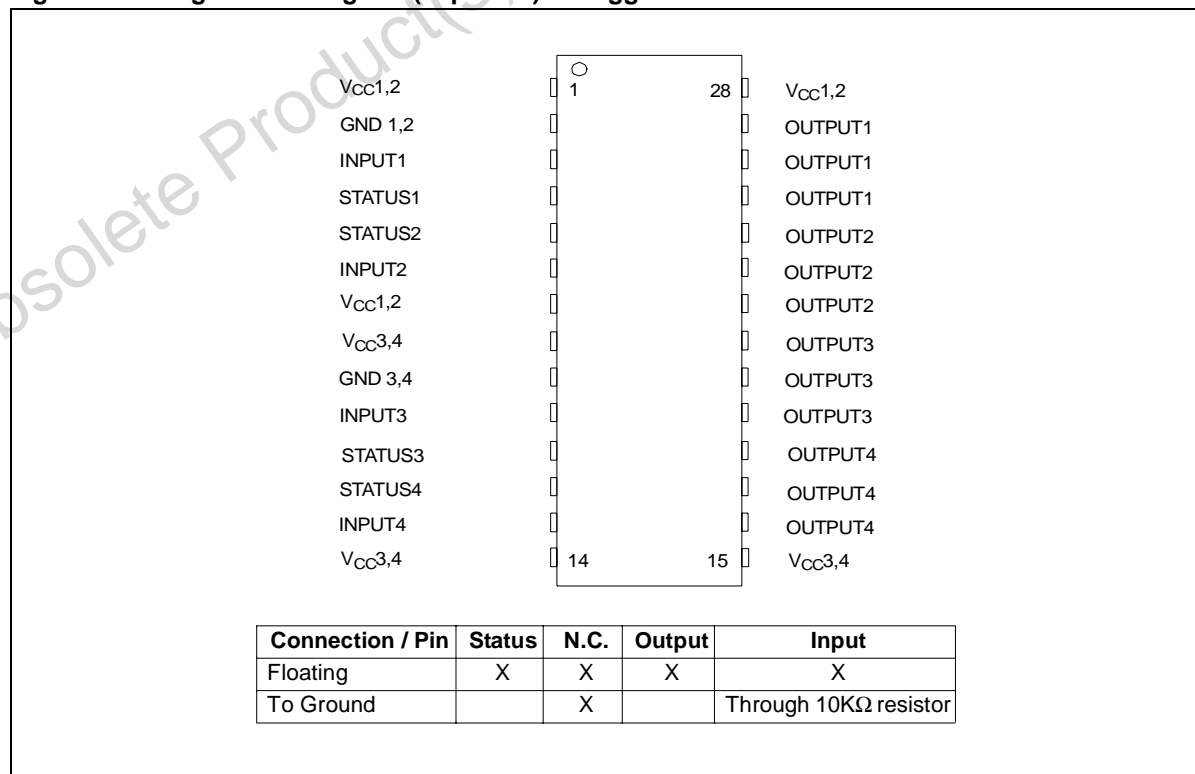 VCC1,2 1 28 VCC1,2
GND 1,2 OUTPUT1
INPUT1 OUTPUT1
STATUS1 OUTPUT1
STATUS2 OUTPUT2
INPUT2 OUTPUT2
VCC1,2 OUTPUT2
VCC3,4 OUTPUT3
GND 3,4 OUTPUT3
INPUT3 OUTPUT3
STATUS3 OUTPUT4
STATUS4 OUTPUT4
INPUT4 OUTPUT4
VCC3,4 14 15 VCC3,4
Connection / Pin Status N.C. Output Input
Floating X X X X
To Ground X Through 10KΩ resistor